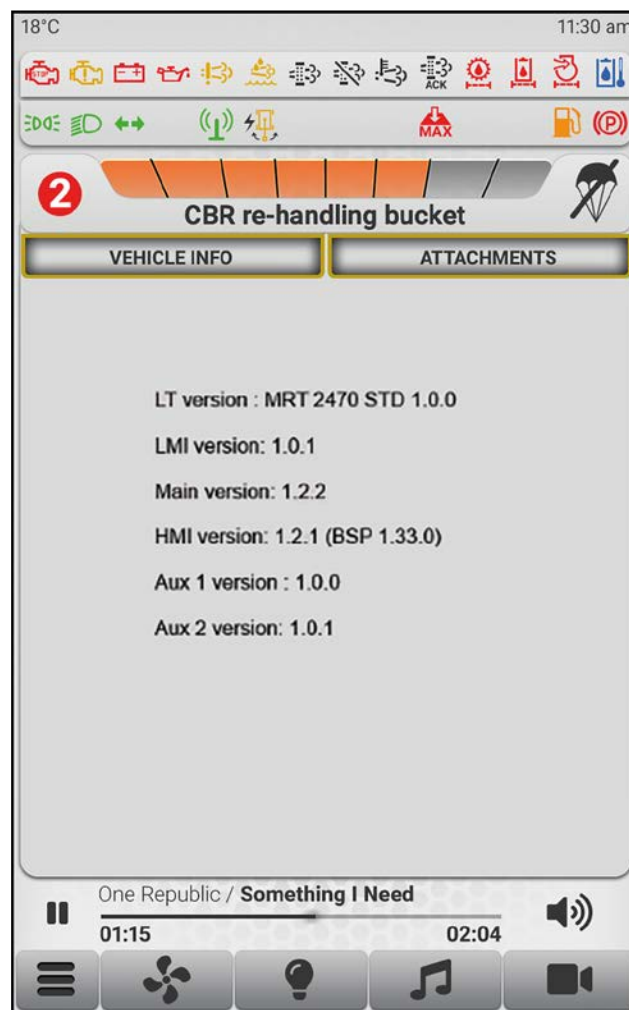 18°C 11:30 am
STOP
ACK
MAX
P
2
CBR re-handling bucket
VEHICLE INFO ATTACHMENTS
LT version : MRT 2470 STD 1.0.0
LMI version: 1.0.1
Main version: 1.2.2
HMI version: 1.2.1 (BSP 1.33.0)
Aux 1 version : 1.0.0
Aux 2 version: 1.0.1
One Republic / Something I Need
01:15 02:04